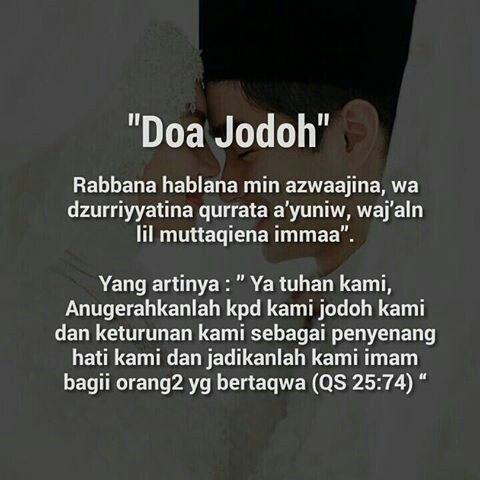 "Doa Jodoh"
Rabbana hablana min azwaajina, wa
dzurriyyatina qurrata a'yuniw, waj'aln
lil muttaqiena immaa".
Yang artinya : " Ya tuhan kami,
Anugerahkanlah kpd kami jodoh kami
dan keturunan kami sebagai penyenang
hati kami dan jadikanlah kami imam
bagii orang2 yg bertaqwa (QS 25:74) "